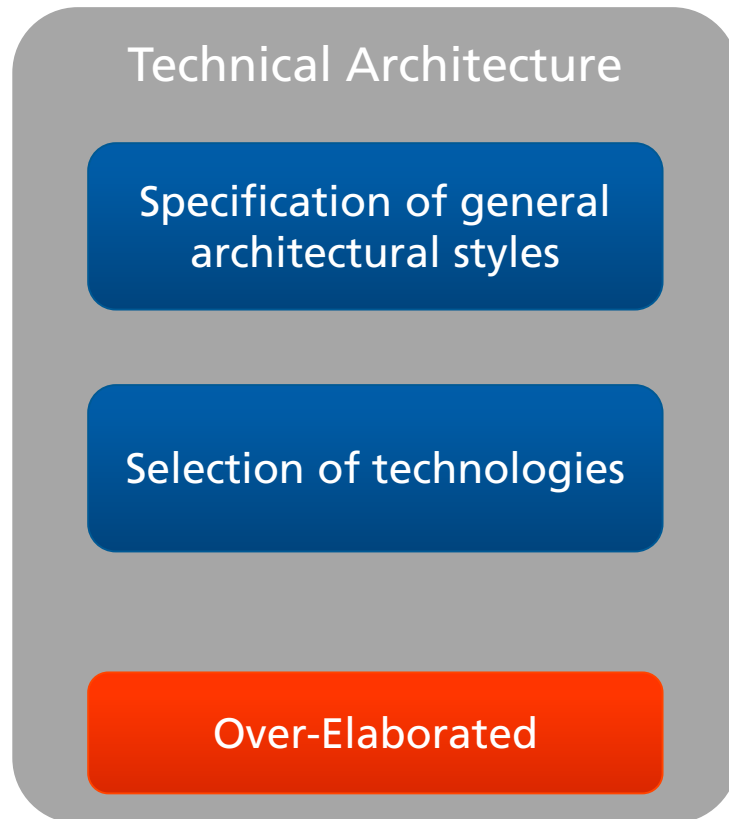 Technical Architecture
Specification of general
architectural styles
Selection of technologies
Over-Elaborated